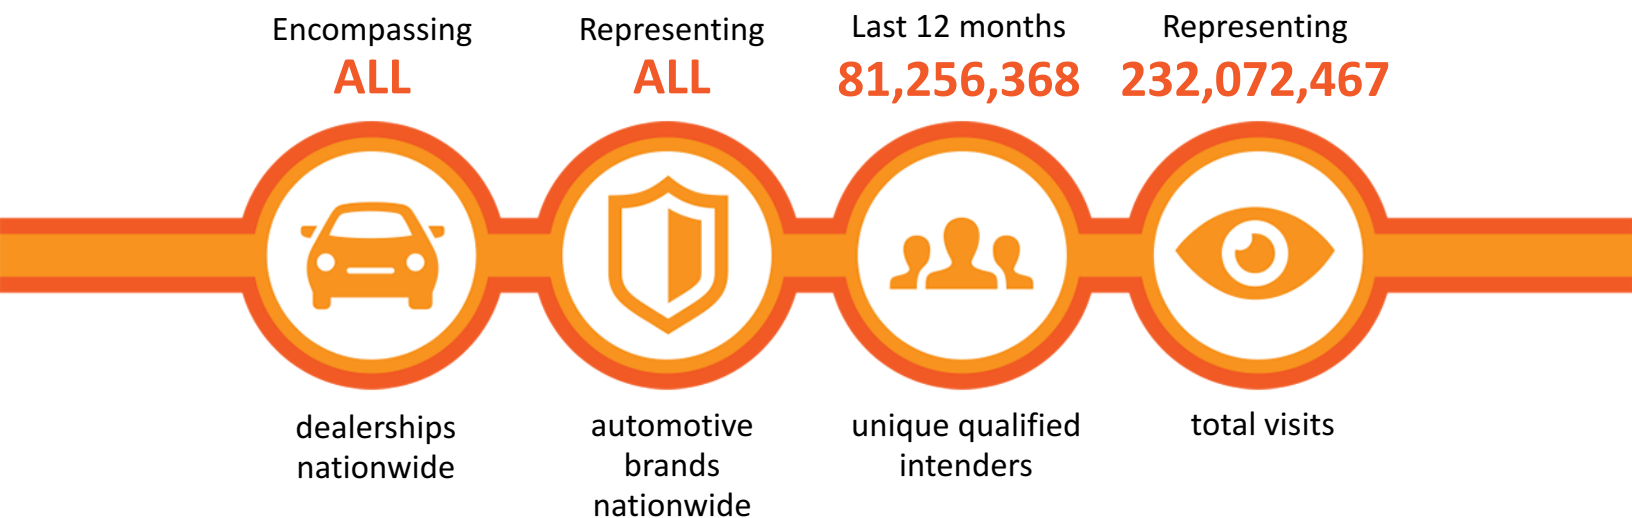 Encompassing
ALL
dealerships
nationwide
Representing
ALL
automotive
brands
nationwide
Last 12 months
81,256,368
unique qualified
intenders
Representing
232,072,467
total visits